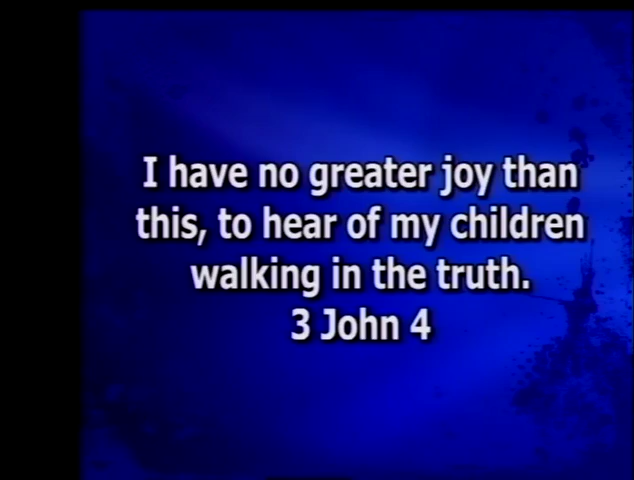 I have no greater joy than
this, to hear of my children
walking in the truth.
3 John 4